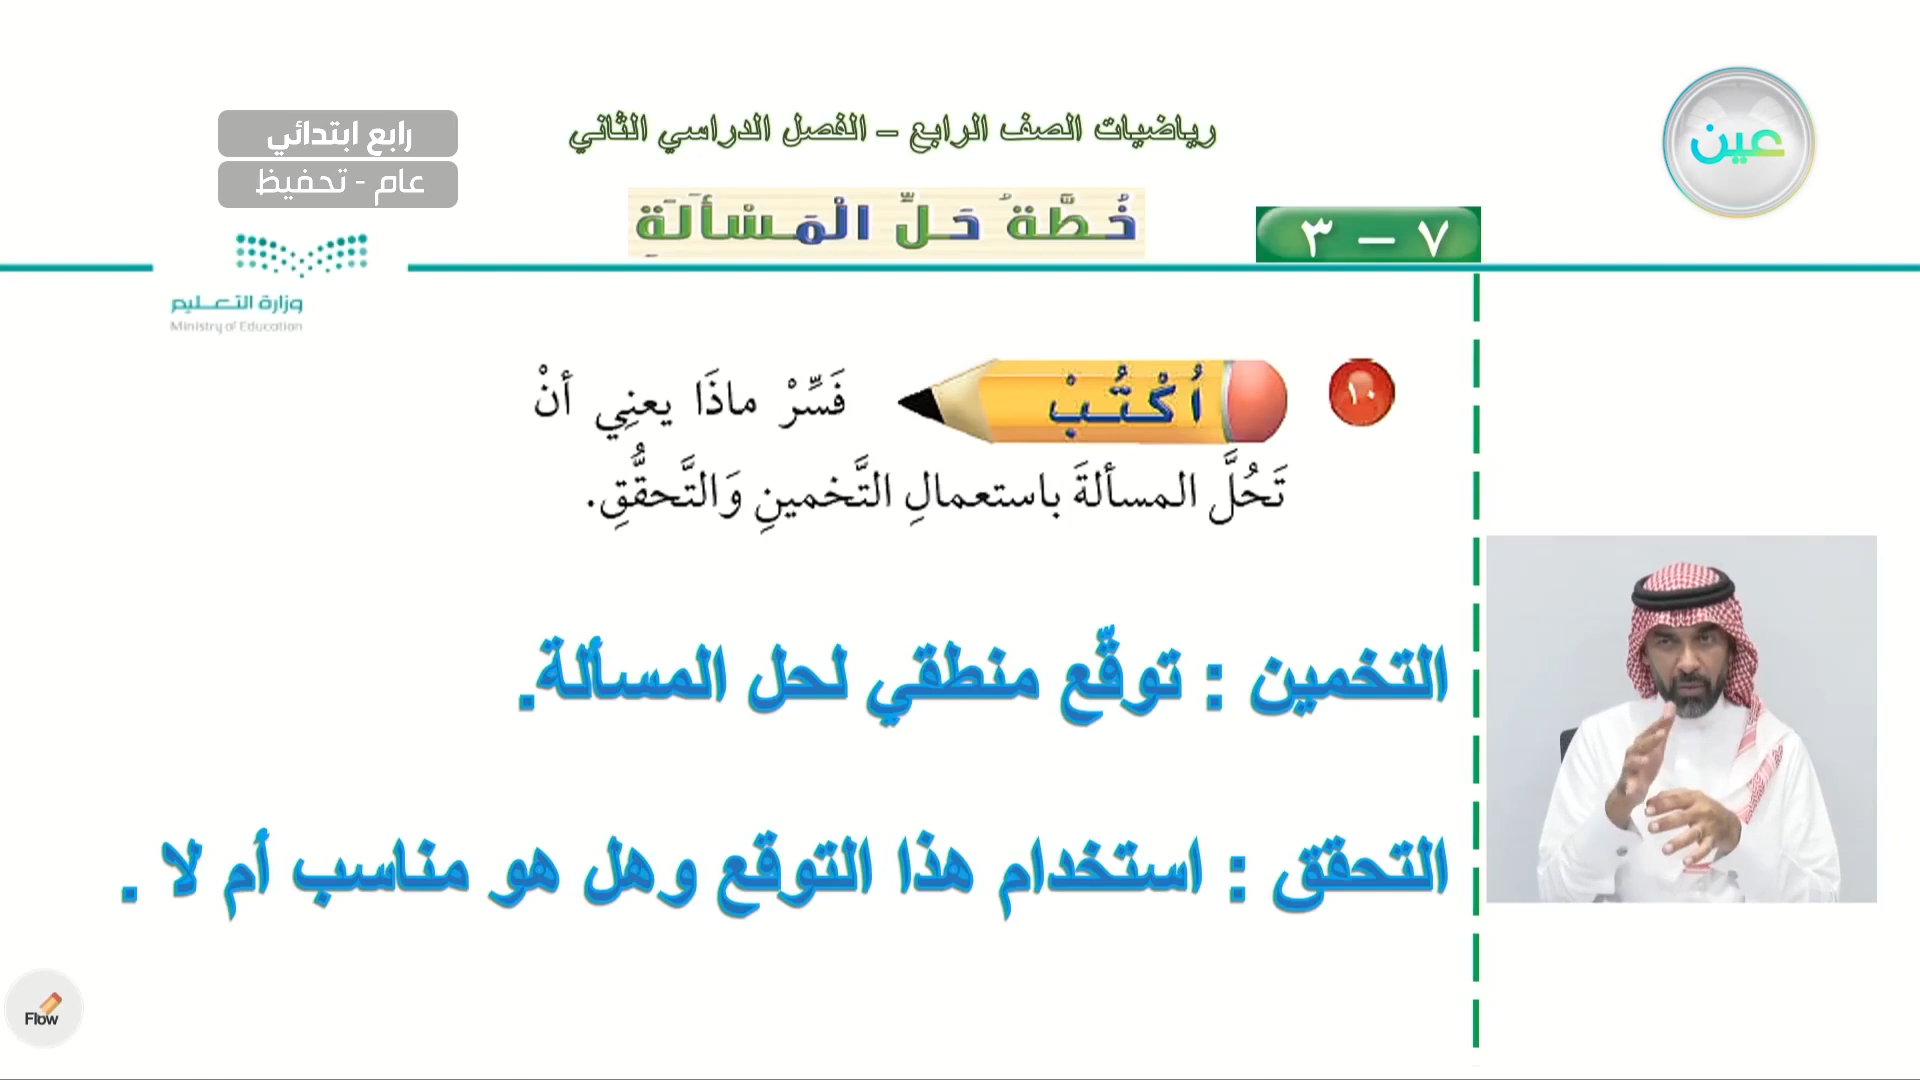 رياضيات الصف الرابع – الفصل الدراسي الثاني
عين
رابع ابتدائي
عام - تحفيظ
خُطَّةُ حَلِّ الْمَسْأَلَةِ
٧ – ٣
وزارة التعليم
Ministry of Education
١٠
اُكْتُبْ فَسِّرْ ماذَا يعنِي أنْ
تَحُلَّ المسألةَ باستعمالِ التَّخمينِ وَالتَّحقُّقِ.
التخمين : توقّع منطقي لحل المسألة.
التحقق : استخدام هذا التوقع وهل هو مناسب أم لا .
Flow